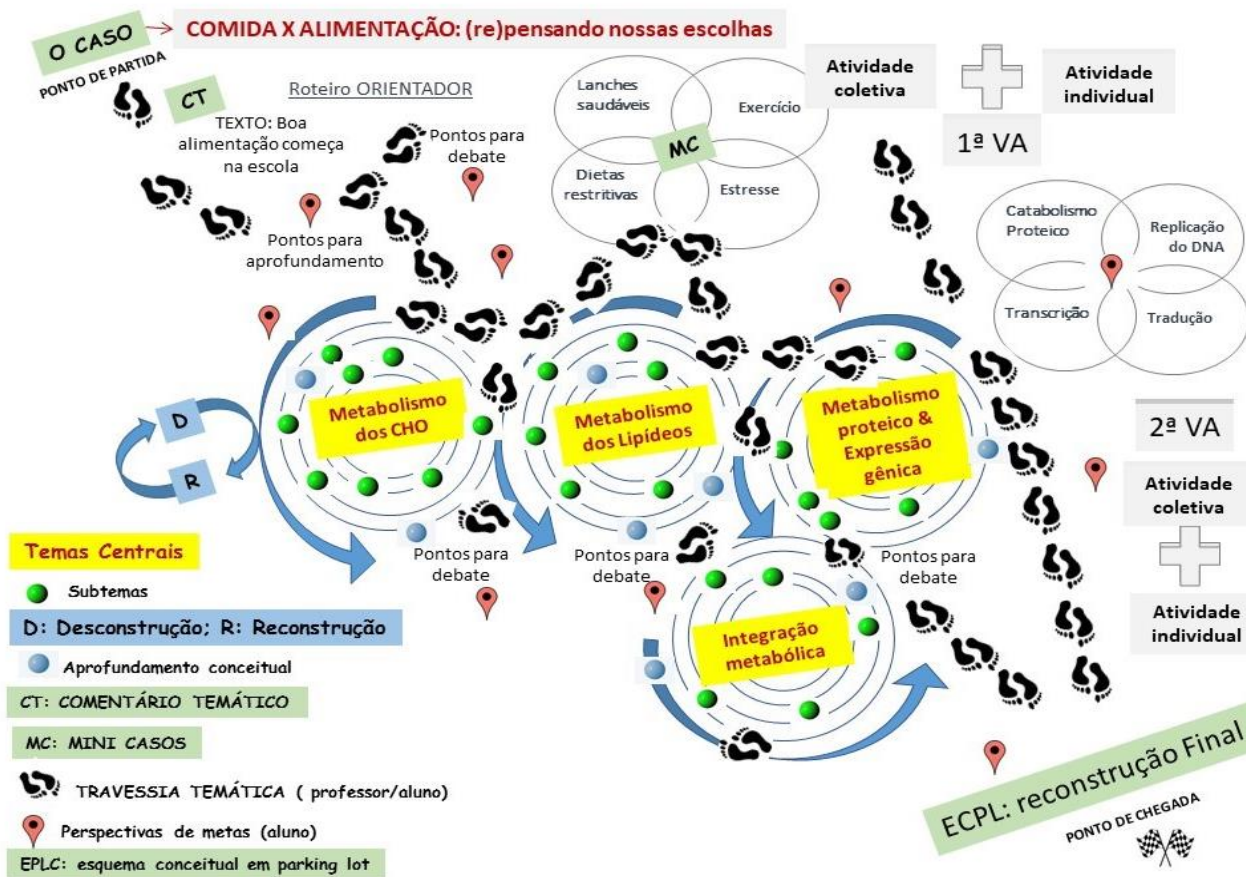 O CASO
PONTO DE PARTIDA
COMIDA X ALIMENTAÇÃO: (re)pensando nossas escolhas
CT
Roteiro ORIENTADOR
TEXTO: Boa
alimentação começa
na escola
Pontos para
debate
Pontos para
aprofundamento
Lanches
saudáveis
Exercício
MC
Dietas
restritivas
Estresse
Atividade
coletiva
Atividade
individual
1ª VA
Catabolismo
Proteico
Replicação
do DNA
Transcrição
Tradução
D
R
Metabolismo
dos CHO
Metabolismo
dos Lipídeos
Metabolismo
proteico &
Expressão
gênica
2ª VA
Atividade
coletiva
Atividade
individual
Pontos para
debate
Pontos para
debate
Pontos para
debate
Integração
metabólica
Temas Centrais
Subtemas
D: Desconstrução; R: Reconstrução
Aprofundamento conceitual
CT: COMENTÁRIO TEMÁTICO
MC: MINI CASOS
TRAVESSIA TEMÁTICA ( professor/aluno)
Perspectivas de metas (aluno)
EPLC: esquema conceitual em parking lot
ECPL: reconstrução Final
PONTO DE CHEGADA